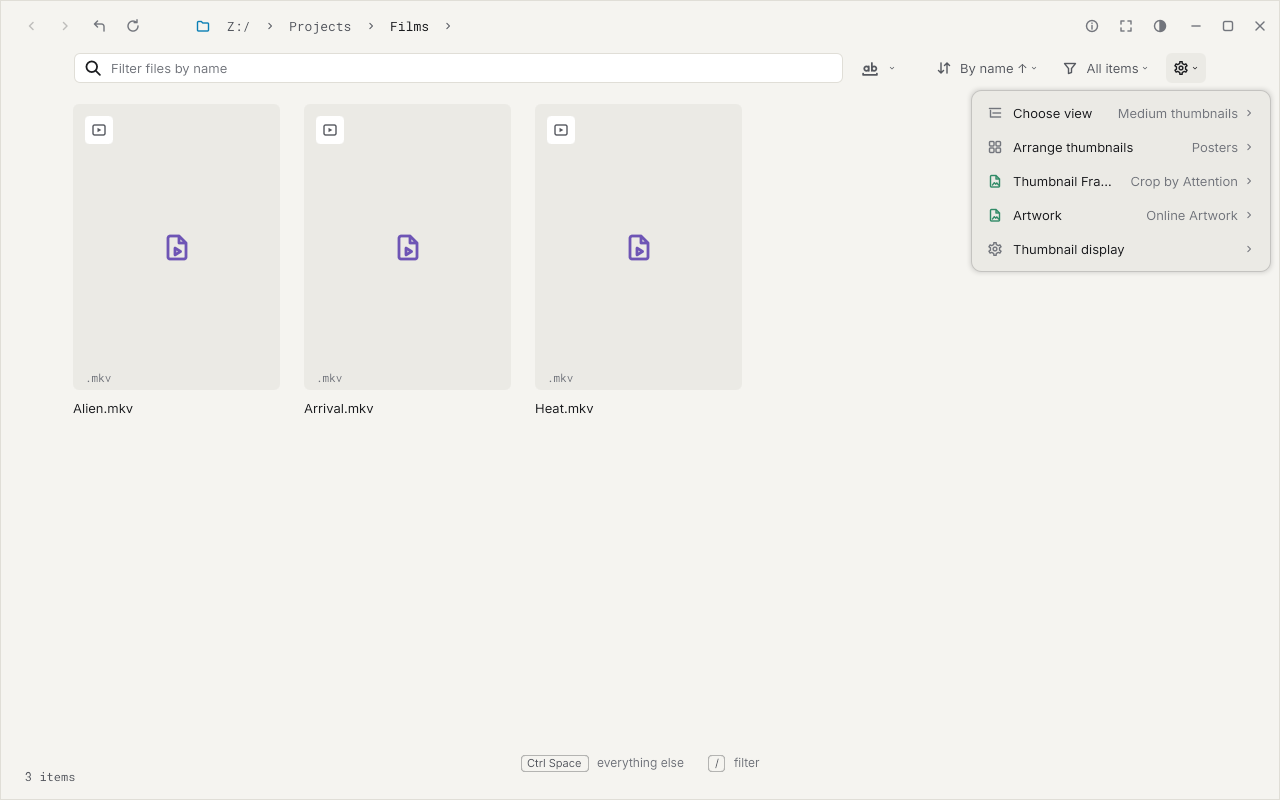 Z:/ Projects Films
Filter files by name
ab
By name ↑
All items
Choose view Medium thumbnails
Arrange thumbnails Posters
Thumbnail Fra... Crop by Attention
Artwork Online Artwork
Thumbnail display
.mkv .mkv .mkv
Alien.mkv Arrival.mkv Heat.mkv
Ctrl Space everything else / filter
3 items